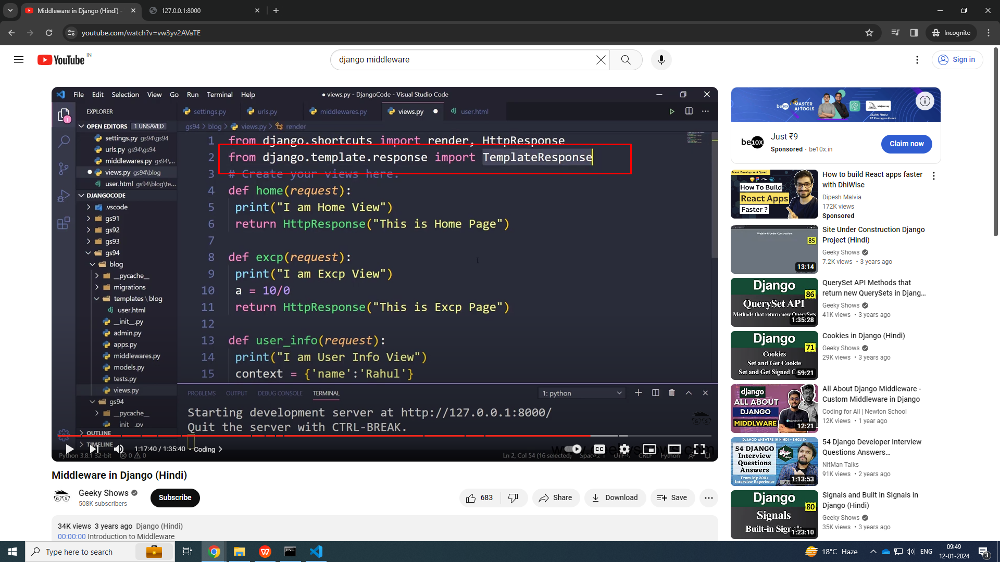 Middleware in Django (Hindi) -
127.0.0.1:8000
youtube.com/watch?v=vw3yv2AVaTE
Incognito
YouTube IN
django middleware
Sign in
File Edit Selection View Go Run Terminal Help
● views.py - DjangoCode - Visual Studio Code
EXPLORER
settings.py
urls.py
middlewares.py
views.py
user.html
OPEN EDITORS 1 UNSAVED
gs94 > blog > views.py > render
settings.py gs94\gs94
urls.py gs94\gs94
middlewares.py gs94\...
views.py gs94\blog
user.html gs94\blog\te...
DJANGOCODE
.vscode
gs91
gs92
gs93
gs94
blog
__pycache__
migrations
templates \ blog
user.html
__init__.py
admin.py
apps.py
middlewares.py
models.py
tests.py
views.py
gs94
__pycache__
__init__.py
OUTLINE
TIMELINE
1 from django.shortcuts import render, HttpResponse
2 from django.template.response import TemplateResponse
3 # Create your views here.
4 def home(request):
5 print("I am Home View")
6 return HttpResponse("This is Home Page")
7
8 def excp(request):
9 print("I am Excp View")
10 a = 10/0
11 return HttpResponse("This is Excp Page")
12
13 def user_info(request):
14 print("I am User Info View")
15 context = {'name':'Rahul'}
PROBLEMS OUTPUT DEBUG CONSOLE TERMINAL
1: python
Starting development server at http://127.0.0.1:8000/
Quit the server with CTRL-BREAK.
1:17:40 / 1:35:40 • Coding >
CC
Python 3.8.1 32-bit 0 0
Ln 2, Col 54 (16 selected) Spaces: 1 UTF-8 CRLF Python
Middleware in Django (Hindi)
Geeky Shows
508K subscribers
Subscribe
683
Share
Download
Save
34K views 3 years ago Django (Hindi)
00:00:00 Introduction to Middleware
be10X MASTER AI TOOLS
Midjourney
LEARN FROM
IIT Kharagpur Alumni
be10X
Just ₹9
Sponsored · be10x.in
Claim now
Boost Development Speed
How To Build
React Apps
Faster ?
How to build React apps faster
with DhiWise
Dipesh Malvia
172K views
Sponsored
Website is Under Construction
85
13:14
Site Under Construction Django
Project (Hindi)
Geeky Shows
7.2K views • 3 years ago
Django
86
QuerySet API
Methods that return new QuerySets
1:35:28
QuerySet API Methods that
return new QuerySets in Djang...
Geeky Shows
41K views • 3 years ago
Django
71
Cookies
Set and Get Cookie
Set and Get Signed C
59:21
Cookies in Django (Hindi)
Geeky Shows
29K views • 3 years ago
django
ALL ABOUT
DJANGO
MIDDLWARE
12:21
All About Django Middleware -
Custom Middleware in Django
Coding for All | Newton School
12K views • 1 year ago
DJANGO ANSWERS IN HINDI + ENGLISH
54 DJANGO
Interview
Questions
Answers
From My 200+
Interview Experience
1:13:53
54 Django Developer Interview
Questions Answers...
NitMan Talks
91K views • 2 years ago
Django
80
Signals
Built-in Sign
1:23:10
Signals and Built in Signals in
Django (Hindi)
Geeky Shows
35K views • 3 years ago
Type here to search
18°C Haze
ENG
09:49
12-01-2024
3